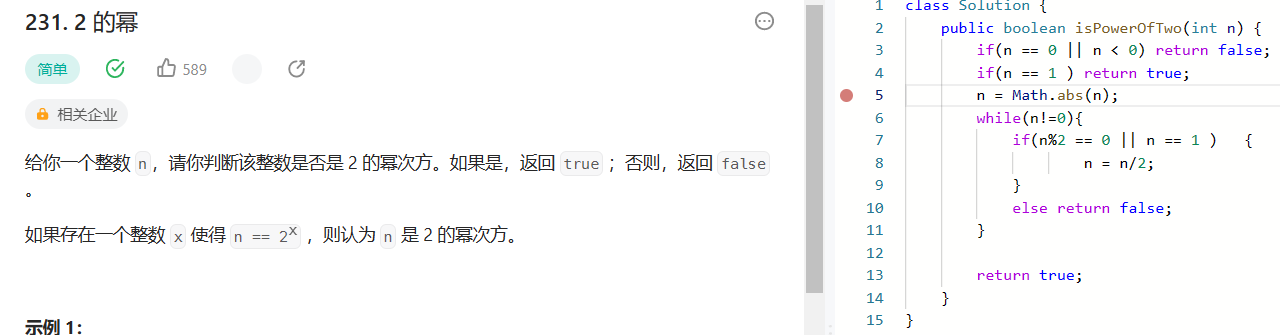 231. 2 的幂
简单 589
相关企业
给你一个整数 n，请你判断该整数是否是 2 的幂次方。如果是，返回 true ；否则，返回 false
。
如果存在一个整数 x 使得 n == 2^x ，则认为 n 是 2 的幂次方。
示例 1：
1 class Solution {
2 public boolean isPowerOfTwo(int n) {
3 if(n == 0 || n < 0) return false;
4 if(n == 1 ) return true;
5 n = Math.abs(n);
6 while(n!=0){
7 if(n%2 == 0 || n == 1 ) {
8 n = n/2;
9 }
10 else return false;
11 }
12
13 return true;
14 }
15 }